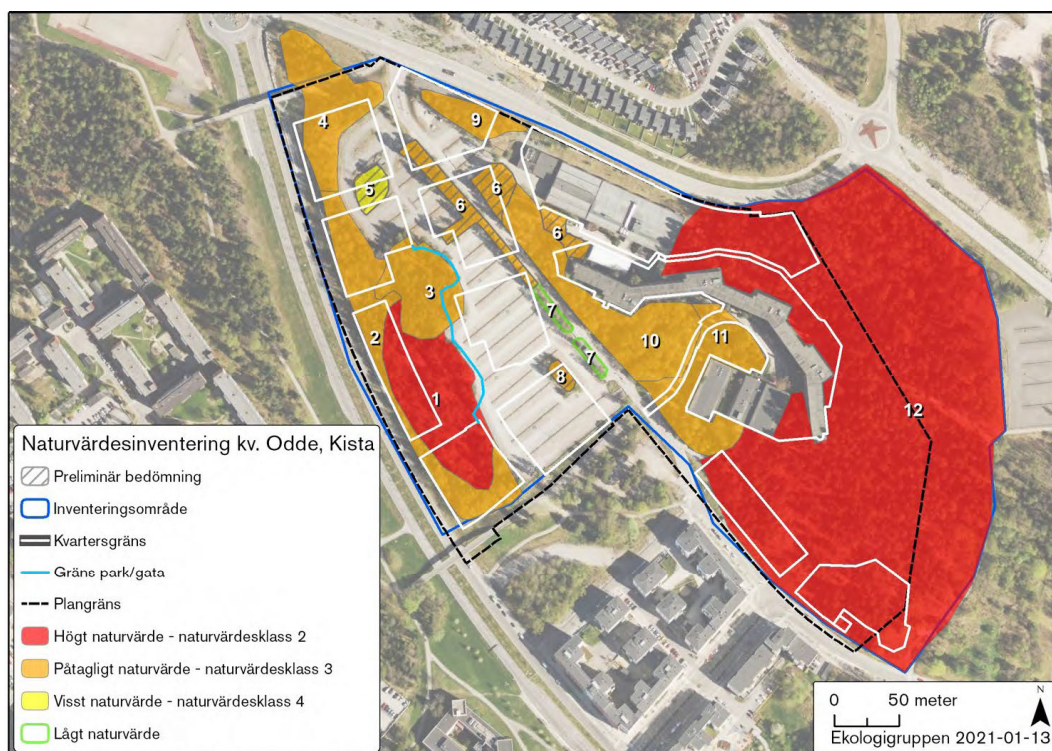 4
9
5
6
6
6
3
7
2
10
11
7
8
1
12
Naturvärdesinventering kv. Odde, Kista
Preliminär bedömning
Inventeringsområde
Kvartersgräns
Gräns park/gata
Plangräns
Högt naturvärde - naturvärdesklass 2
Påtagligt naturvärde - naturvärdesklass 3
Visst naturvärde - naturvärdesklass 4
Lågt naturvärde
N
0 50 meter
Ekologigruppen 2021-01-13